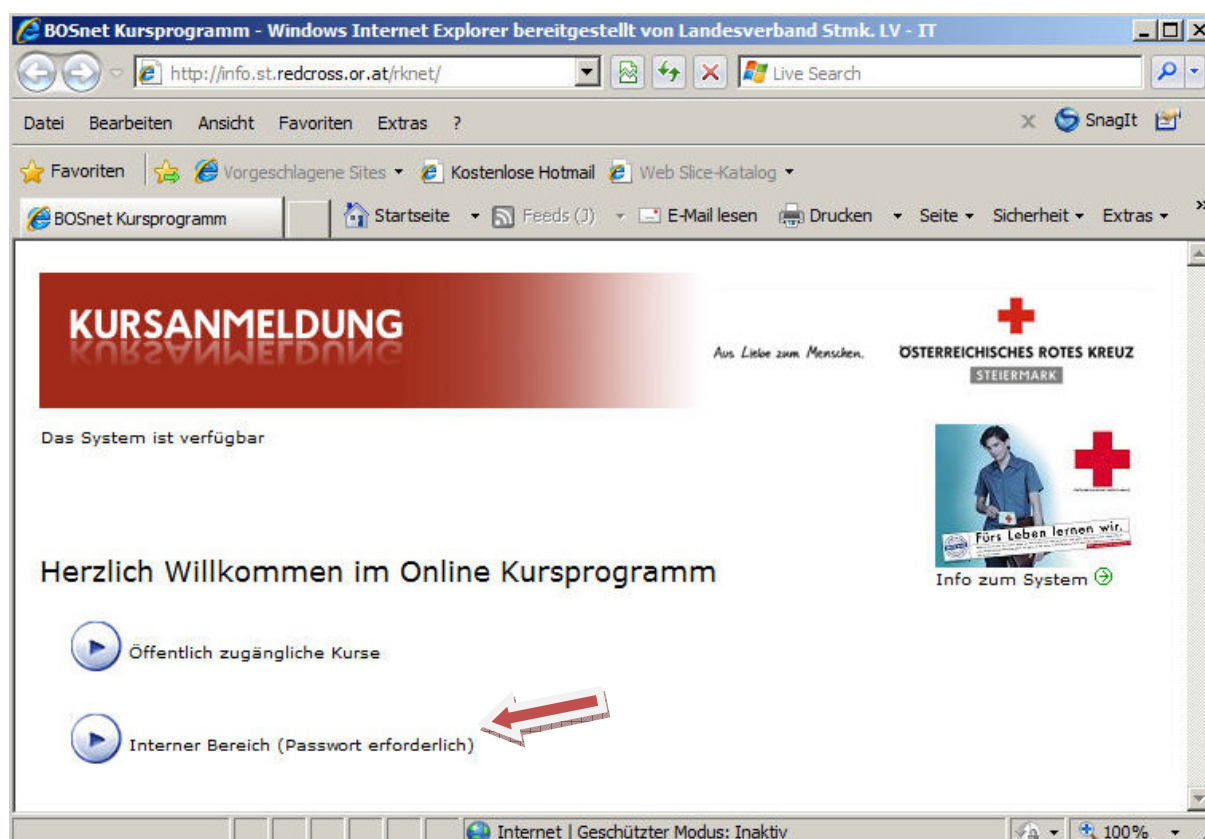 BOSnet Kursprogramm - Windows Internet Explorer bereitgestellt von Landesverband Stmk. LV - IT
http://info.st.redcross.or.at/rknet/ Live Search
Datei Bearbeiten Ansicht Favoriten Extras ? x SnagIt
Favoriten Vorgeschlagene Sites Kostenlose Hotmail Web Slice-Katalog
BOSnet Kursprogramm Startseite Feeds (J) E-Mail lesen Drucken Seite Sicherheit Extras »
KURSANMELDUNG
Aus Liebe zum Menschen. ÖSTERREICHISCHES ROTES KREUZ
STEIERMARK
Das System ist verfügbar
Fürs Leben lernen wir.
Herzlich Willkommen im Online Kursprogramm
Info zum System
Öffentlich zugängliche Kurse
Interner Bereich (Passwort erforderlich)
Internet | Geschützter Modus: Inaktiv 100%